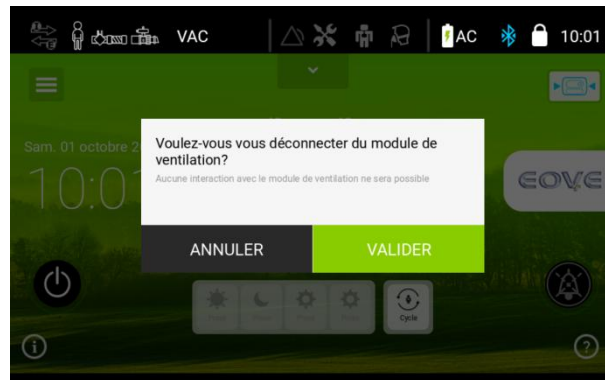 VAC
AC
10:01
Sam. 01 octobre 2
10:01
Voulez-vous vous déconnecter du module de
ventilation?
Aucune interaction avec le module de ventilation ne sera possible
EOVE
ANNULER
VALIDER
Cycle